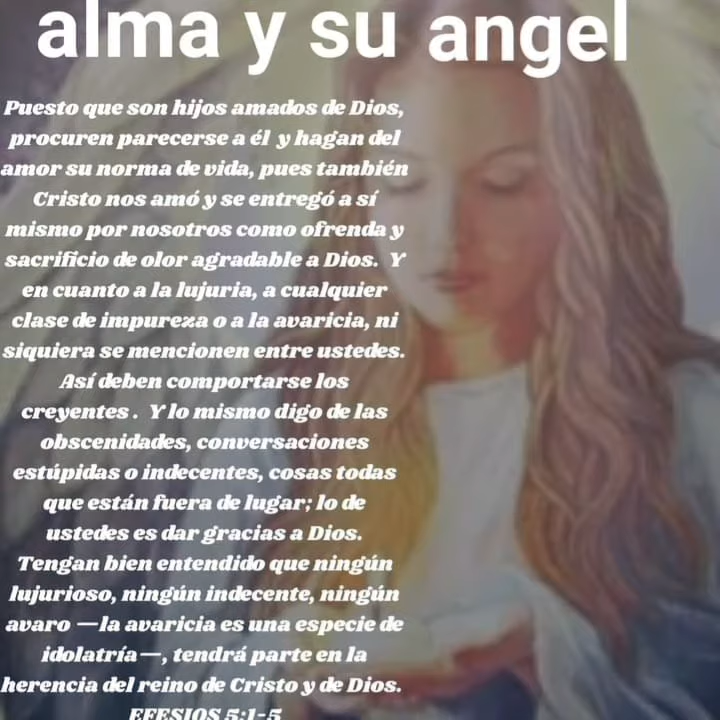 alma y su angel
Puesto que son hijos amados de Dios,
procuren parecerse a él y hagan del
amor su norma de vida, pues también
Cristo nos amó y se entregó a sí
mismo por nosotros como ofrenda y
sacrificio de olor agradable a Dios. Y
en cuanto a la lujuria, a cualquier
clase de impureza o a la avaricia, ni
siquiera se mencionen entre ustedes.
Así deben comportarse los
creyentes . Y lo mismo digo de las
obscenidades, conversaciones
estúpidas o indecentes, cosas todas
que están fuera de lugar; lo de
ustedes es dar gracias a Dios.
Tengan bien entendido que ningún
lujurioso, ningún indecente, ningún
avaro —la avaricia es una especie de
idolatría—, tendrá parte en la
herencia del reino de Cristo y de Dios.
EFESIOS 5:1-5